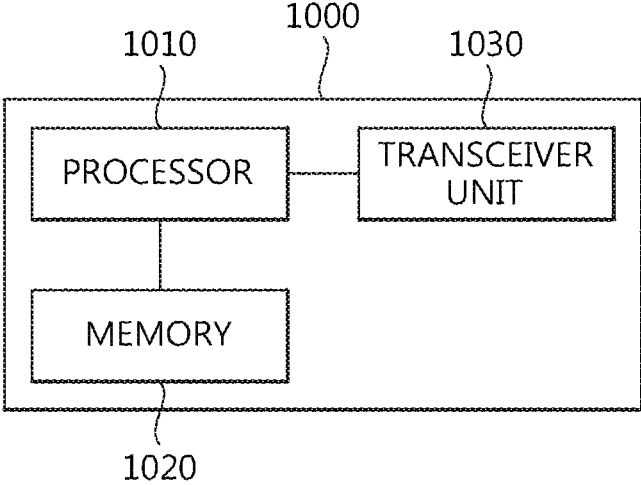 1000
1010
1030
PROCESSOR
TRANSCEIVER
UNIT
MEMORY
1020